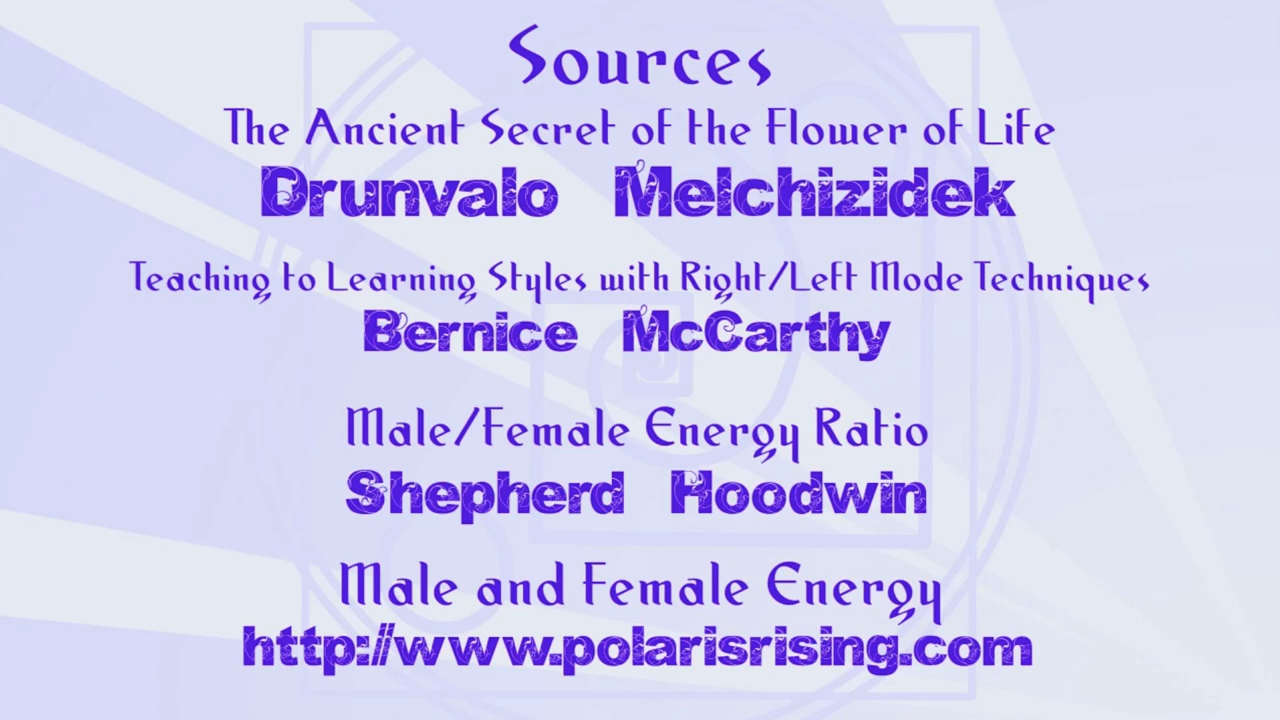 Sources
The Ancient Secret of the Flower of Life
Drunvalo Melchizidek
Teaching to Learning Styles with Right/Left Mode Techniques
Bernice McCarthy
Male/Female Energy Ratio
Shepherd Hoodwin
Male and Female Energy
http://www.polarisrising.com